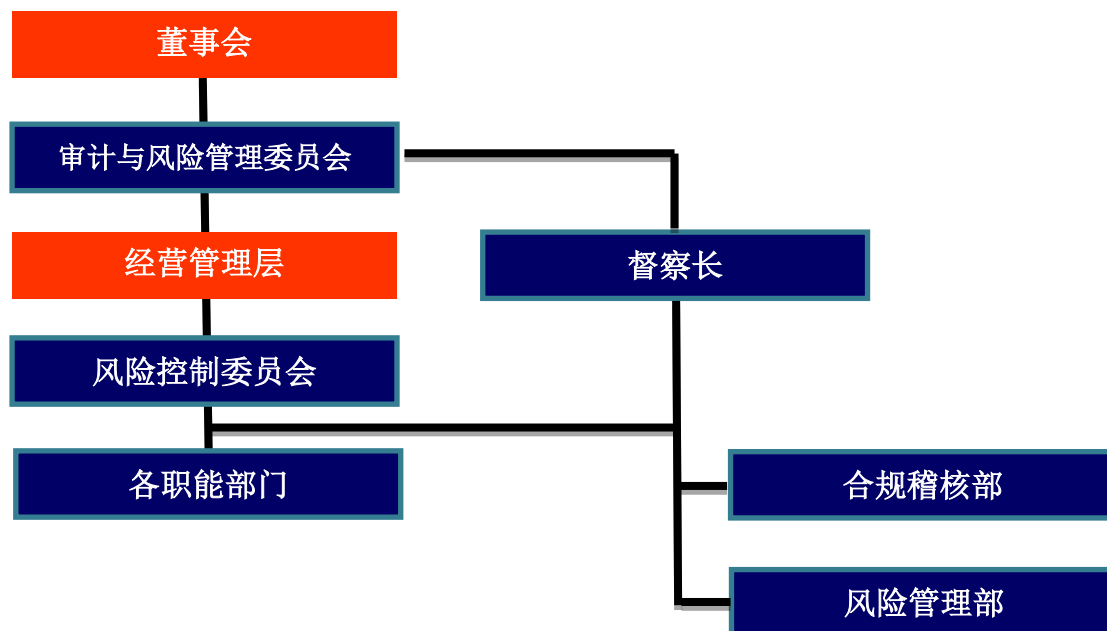 董事会
审计与风险管理委员会
经营管理层
督察长
风险控制委员会
各职能部门
合规稽核部
风险管理部